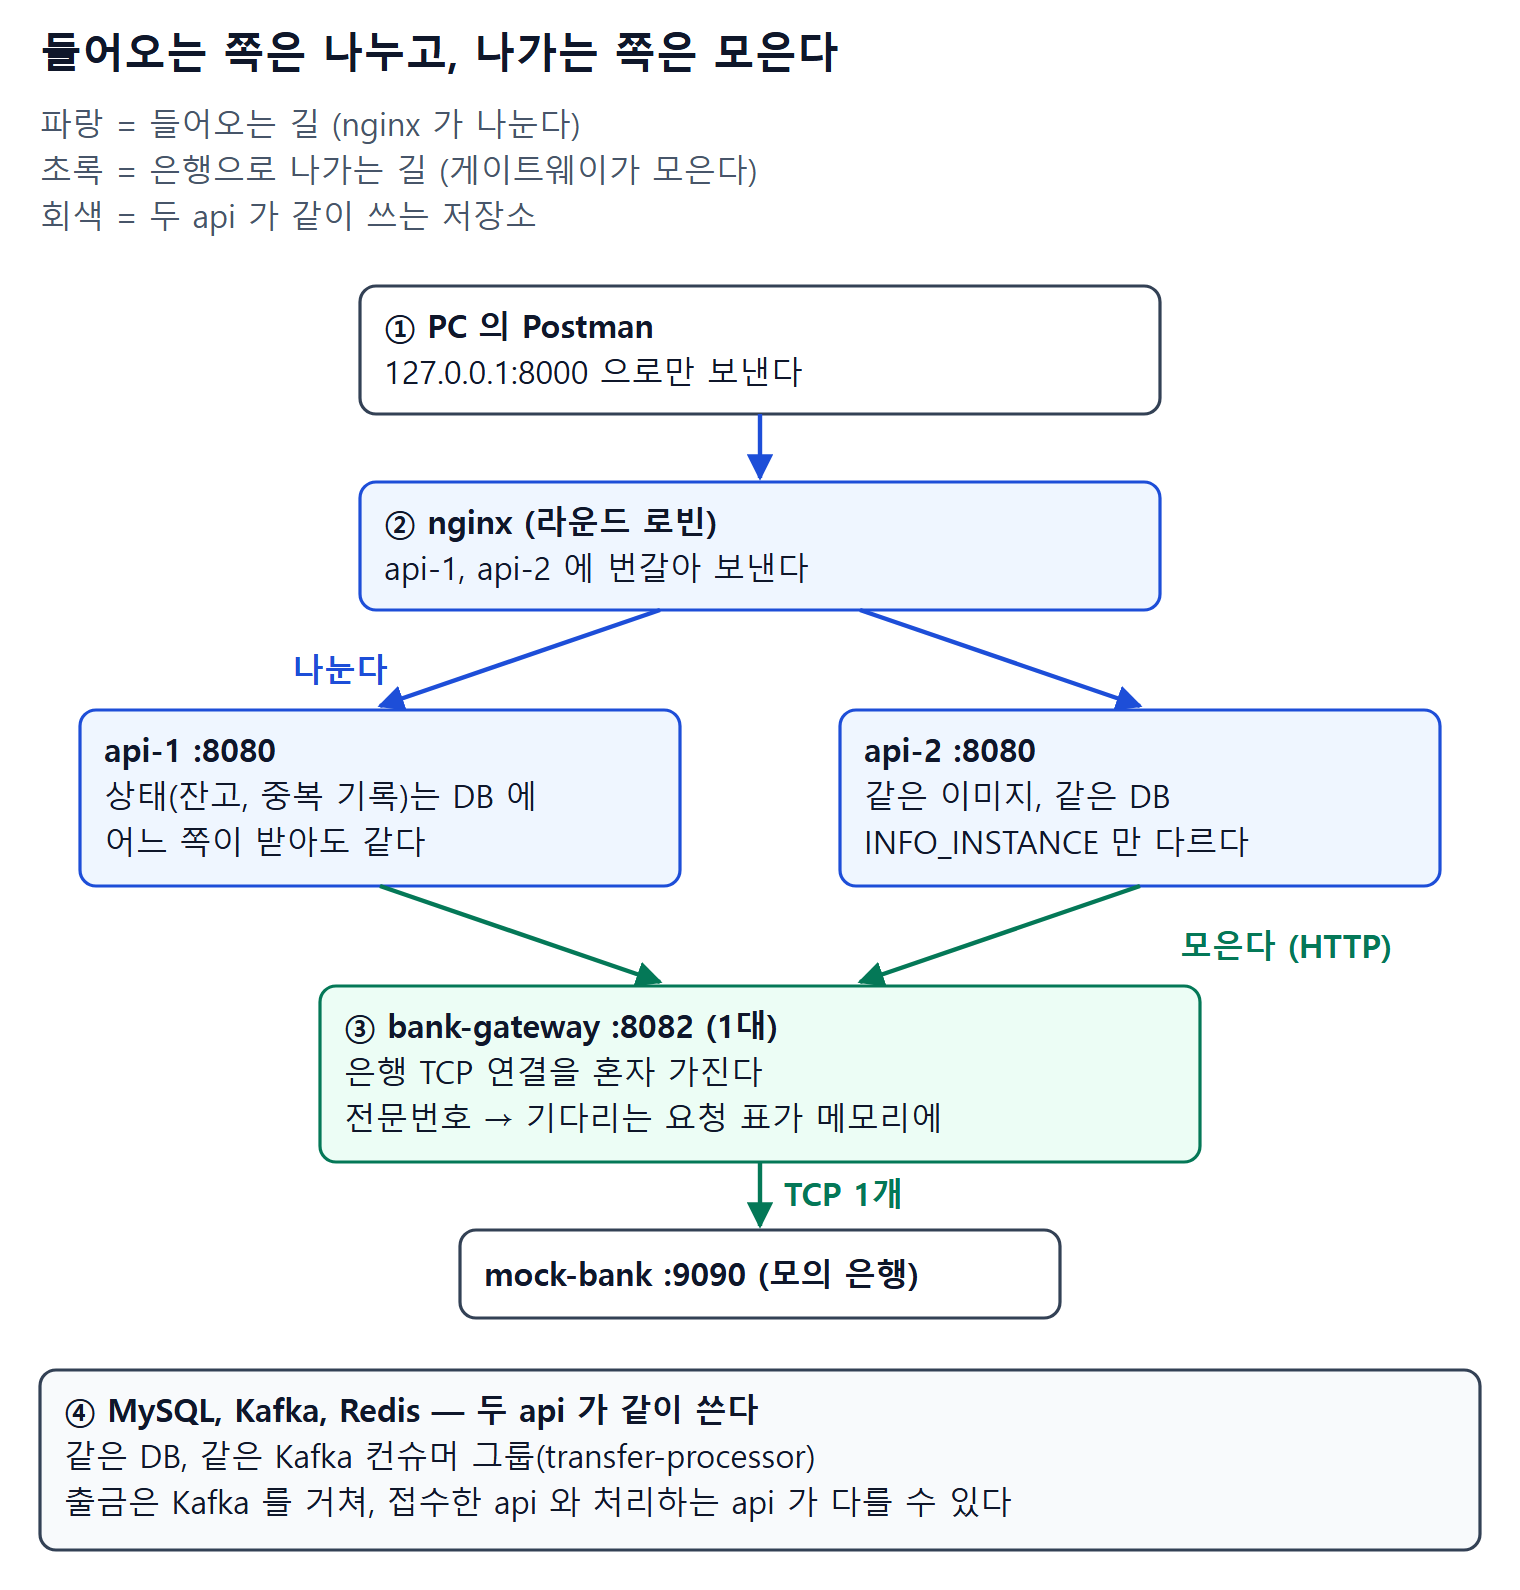 들어오는 쪽은 나누고, 나가는 쪽은 모은다
파랑 = 들어오는 길 (nginx 가 나눈다)
초록 = 은행으로 나가는 길 (게이트웨이가 모은다)
회색 = 두 api 가 같이 쓰는 저장소
① PC 의 Postman
127.0.0.1:8000 으로만 보낸다
② nginx (라운드 로빈)
api-1, api-2 에 번갈아 보낸다
나눈다
api-1 :8080
상태(잔고, 중복 기록)는 DB 에
어느 쪽이 받아도 같다
api-2 :8080
같은 이미지, 같은 DB
INFO_INSTANCE 만 다르다
모은다 (HTTP)
③ bank-gateway :8082 (1대)
은행 TCP 연결을 혼자 가진다
전문번호 → 기다리는 요청 표가 메모리에
TCP 1개
mock-bank :9090 (모의 은행)
④ MySQL, Kafka, Redis — 두 api 가 같이 쓴다
같은 DB, 같은 Kafka 컨슈머 그룹(transfer-processor)
출금은 Kafka 를 거쳐, 접수한 api 와 처리하는 api 가 다를 수 있다